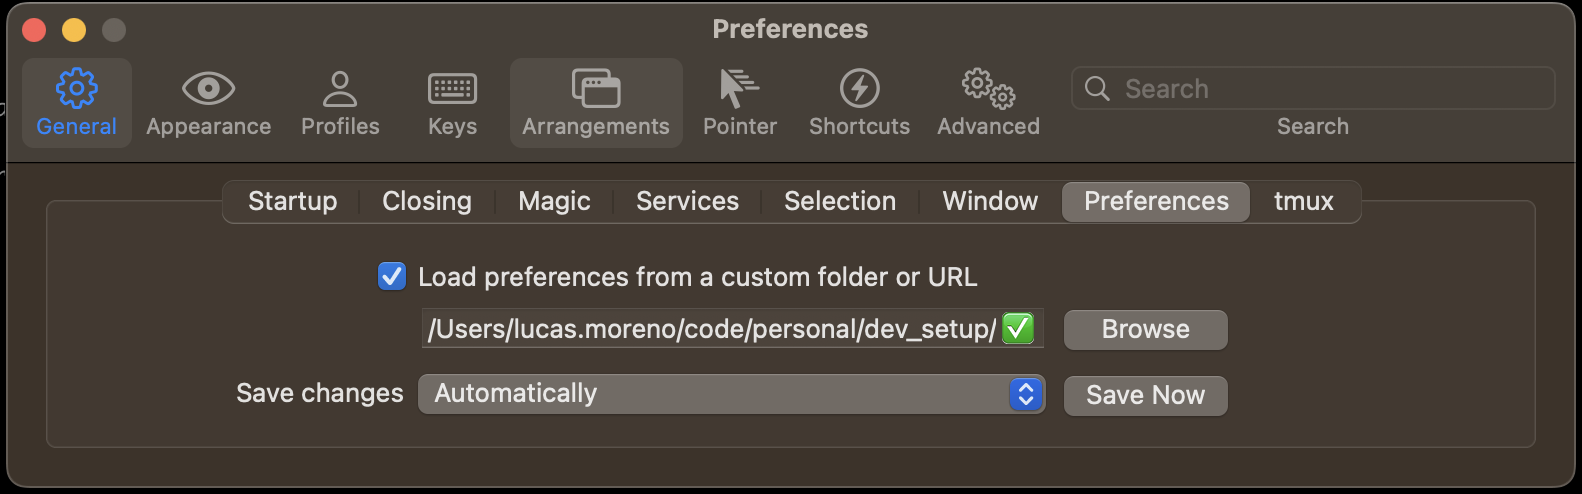 Preferences
General Appearance Profiles Keys Arrangements Pointer Shortcuts Advanced Search
Search
Startup Closing Magic Services Selection Window Preferences tmux
Load preferences from a custom folder or URL
/Users/lucas.moreno/code/personal/dev_setup/ Browse
Save changes Automatically Save Now